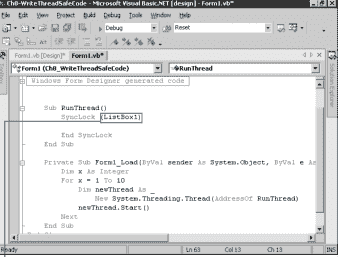 Ch8-WriteThreadSafeCode - Microsoft Visual Basic.NET [design] - Form1.vb*
File Edit View Project Build Debug Tools Window Help
Debug Reset
Form1.vb [Design]* Form1.vb*
Form1 (Ch8_WriteThreadSafeCode) RunThread
Windows Form Designer generated code
Sub RunThread()
SyncLock (ListBox1)
End SyncLock
End Sub
Private Sub Form1_Load(ByVal sender As System.Object, ByVal e As
Dim x As Integer
For x = 1 To 10
Dim newThread As _
New System.Threading.Thread(AddressOf RunThread)
newThread.Start()
Next
End Sub
Ready Ln 63 Col 13 Ch 13 INS
Solution Explorer